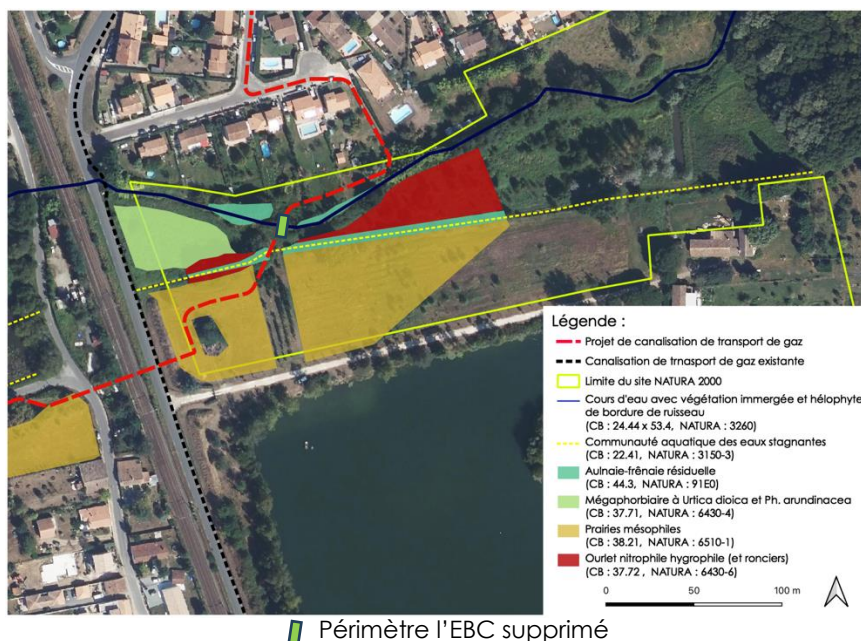 Légende :
Projet de canalisation de transport de gaz
Canalisation de trnasport de gaz existante
Limite du site NATURA 2000
Cours d'eau avec végétation immergée et hélophyte
de bordure de ruisseau
(CB : 24.44 x 53.4, NATURA : 3260)
Communauté aquatique des eaux stagnantes
(CB : 22.41, NATURA : 3150-3)
Aulnaie-frênaie résiduelle
(CB : 44.3, NATURA : 91E0)
Mégaphorbiaire à Urtica dioica et Ph. arundinacea
(CB : 37.71, NATURA : 6430-4)
Prairies mésophiles
(CB : 38.21, NATURA : 6510-1)
Ourlet nitrophile hygrophile (et ronciers)
(CB : 37.72 , NATURA : 6430-6)
0 50 100 m
Périmètre l'EBC supprimé